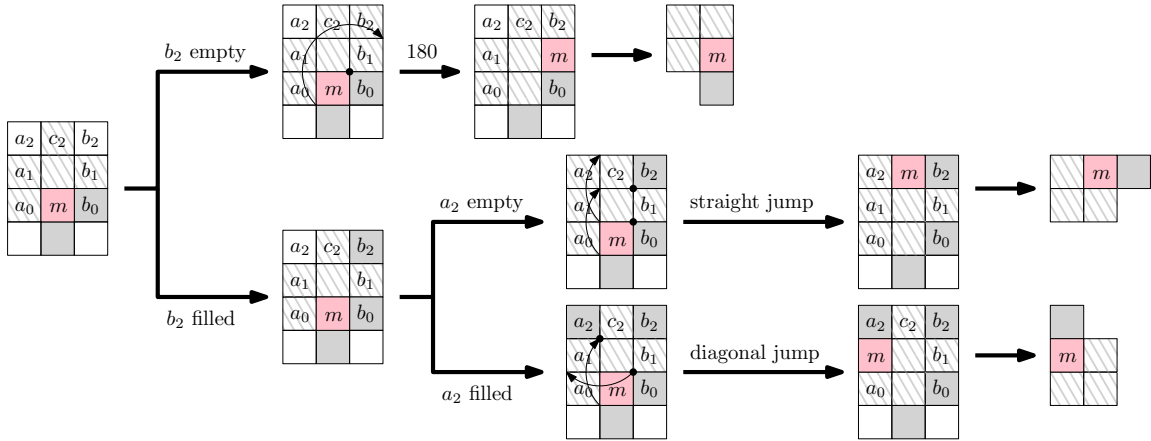 a₂ c₂ b₂
a₁ b₁
a₀ m b₀
b₂ empty
a₂ c₂ b₂
a₁ b₁
a₀ m b₀
180
a₂ c₂ b₂
a₁ m
a₀ b₀
m
b₂ filled
a₂ c₂ b₂
a₁ b₁
a₀ m b₀
a₂ empty
a₂ c₂ b₂
a₁ b₁
a₀ m b₀
straight jump
a₂ m b₂
a₁ b₁
a₀ b₀
m
a₂ filled
a₂ c₂ b₂
a₁ b₁
a₀ m b₀
diagonal jump
a₂ c₂ b₂
m b₁
a₀ b₀
m